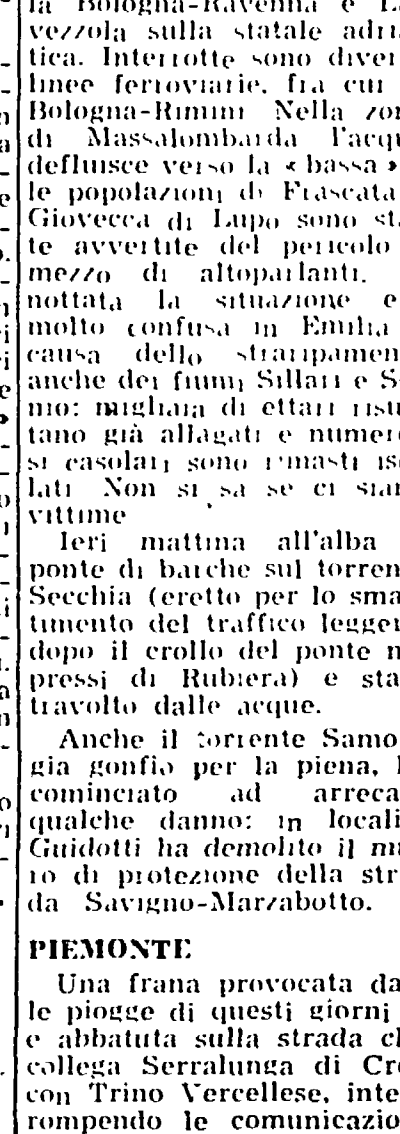 la Bologna-Ravenna e L
vezzola sulla statale adria
tica. Interrotte sono diver
linee ferroviarie, fra cui
Bologna-Rimini Nella zon
di Massalombarda l'acqu
defluisce verso la « bassa »
le popolazioni di Frascata
Giovecca di Lupo sono sta
te avvertite del pericolo
mezzo di altoparlanti.
nottata la situazione e
molto confusa in Emilia
causa dello straripamen
anche dei fiumi Sillari e S
nio: migliaia di ettari risu
tano già allagati e numero
si casolari sono rimasti iso
lati Non si sa se ci sian
vittime
Ieri mattina all'alba
ponte di barche sul torren
Secchia (eretto per lo sma
timento del traffico legger
dopo il crollo del ponte n
pressi di Rubiera) e sta
travolto dalle acque.
Anche il torrente Samo
gia gonfio per la piena, h
cominciato ad arreca
qualche danno: in locali
Guidotti ha demolito il mu
ro di protezione della stra
da Savigno-Marzabotto.
PIEMONTE
Una frana provocata da
le piogge di questi giorni
e abbatuta sulla strada ch
collega Serralunga di Cre
con Trino Vercellese, inte
rompendo le comunicazio